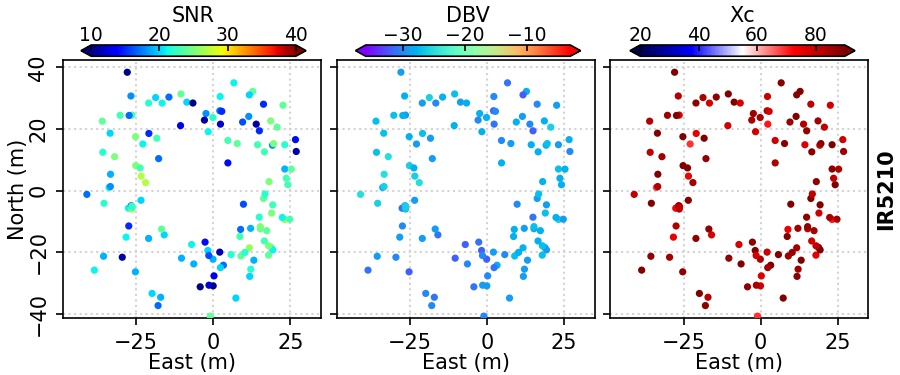 SNR DBV Xc
10 20 30 40 −30 −20 −10 20 40 60 80
40
20
0
−20
−40
North (m)
IR5210
−25 0 25 −25 0 25 −25 0 25
East (m) East (m) East (m)